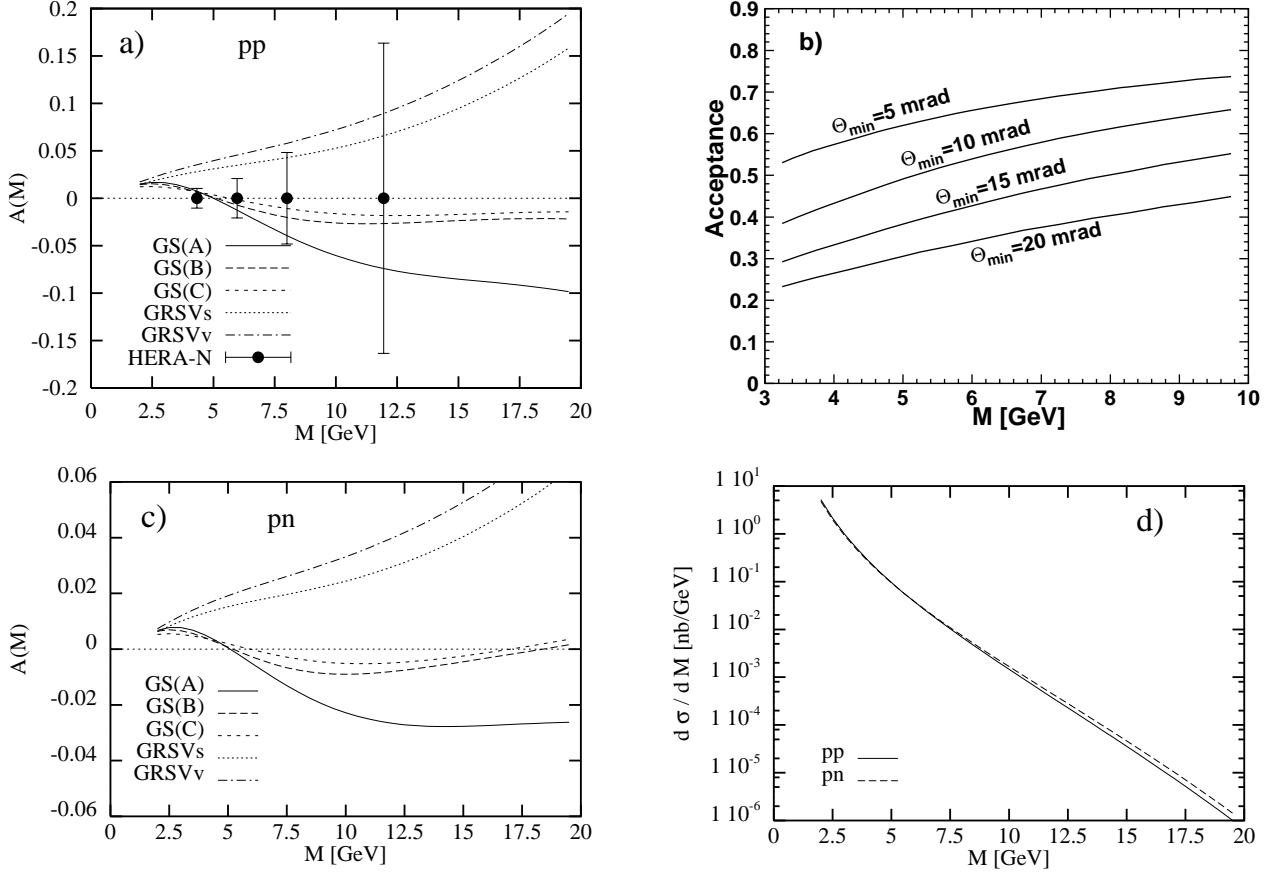 a) pp
0.2
0.15
0.1
0.05
0
-0.05
-0.1
-0.15
-0.2
A(M)
GS(A)
GS(B)
GS(C)
GRSVs
GRSVv
HERA-N
0 2.5 5 7.5 10 12.5 15 17.5 20
M [GeV]
b)
0.9
0.8
0.7
0.6
0.5
0.4
0.3
0.2
0.1
0
Acceptance
Θmin=5 mrad
Θmin=10 mrad
Θmin=15 mrad
Θmin=20 mrad
3 4 5 6 7 8 9 10
M [GeV]
c) pn
0.06
0.04
0.02
0
-0.02
-0.04
-0.06
A(M)
GS(A)
GS(B)
GS(C)
GRSVs
GRSVv
0 2.5 5 7.5 10 12.5 15 17.5 20
M [GeV]
d)
1 10^1
1 10^0
1 10^-1
1 10^-2
1 10^-3
1 10^-4
1 10^-5
1 10^-6
d σ / d M [nb/GeV]
pp
pn
0 2.5 5 7.5 10 12.5 15 17.5 20
M [GeV]